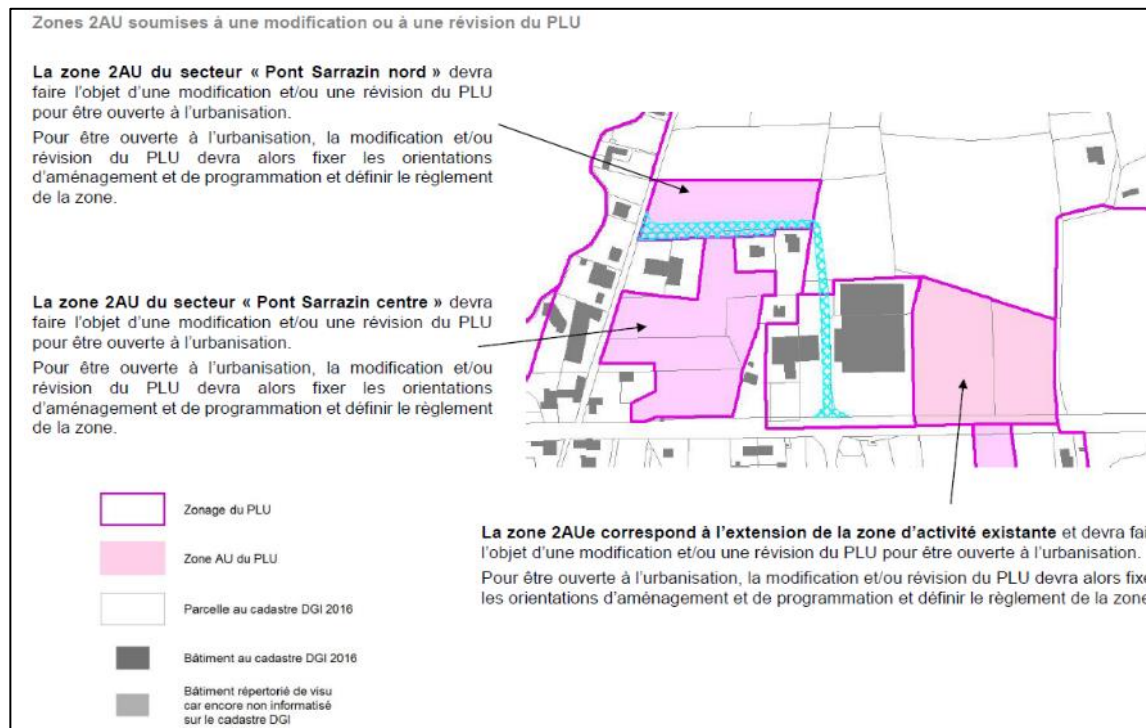 Zones 2AU soumises à une modification ou à une révision du PLU
La zone 2AU du secteur « Pont Sarrazin nord » devra
faire l'objet d'une modification et/ou une révision du PLU
pour être ouverte à l'urbanisation.
Pour être ouverte à l'urbanisation, la modification et/ou
révision du PLU devra alors fixer les orientations
d'aménagement et de programmation et définir le règlement
de la zone.
La zone 2AU du secteur « Pont Sarrazin centre » devra
faire l'objet d'une modification et/ou une révision du PLU
pour être ouverte à l'urbanisation.
Pour être ouverte à l'urbanisation, la modification et/ou
révision du PLU devra alors fixer les orientations
d'aménagement et de programmation et définir le règlement
de la zone.
Zonage du PLU
Zone AU du PLU
Parcelle au cadastre DGI 2016
Bâtiment au cadastre DGI 2016
Bâtiment répertorié de visu
car encore non informatisé
sur le cadastre DGI
La zone 2AUe correspond à l'extension de la zone d'activité existante et devra fai
l'objet d'une modification et/ou une révision du PLU pour être ouverte à l'urbanisation.
Pour être ouverte à l'urbanisation, la modification et/ou révision du PLU devra alors fixe
les orientations d'aménagement et de programmation et définir le règlement de la zone